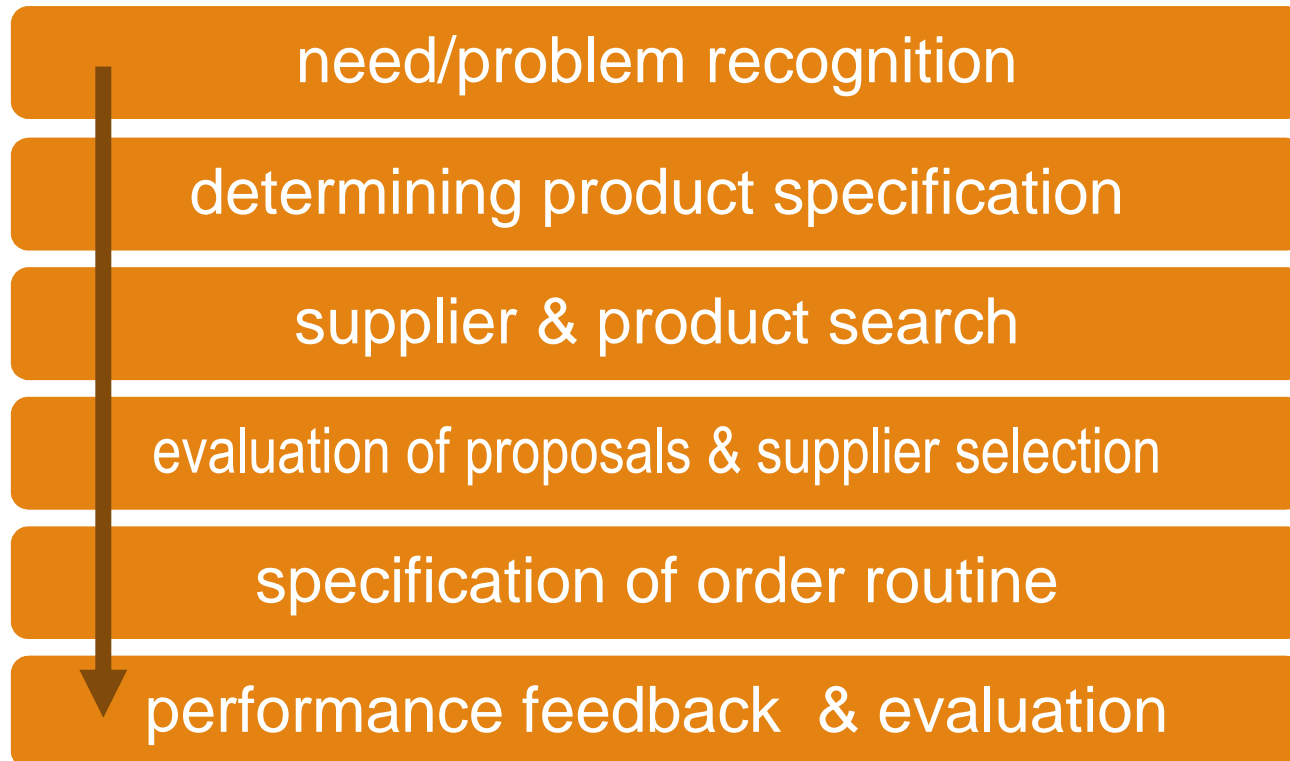 need/problem recognition
determining product specification
supplier & product search
evaluation of proposals & supplier selection
specification of order routine
performance feedback  & evaluation